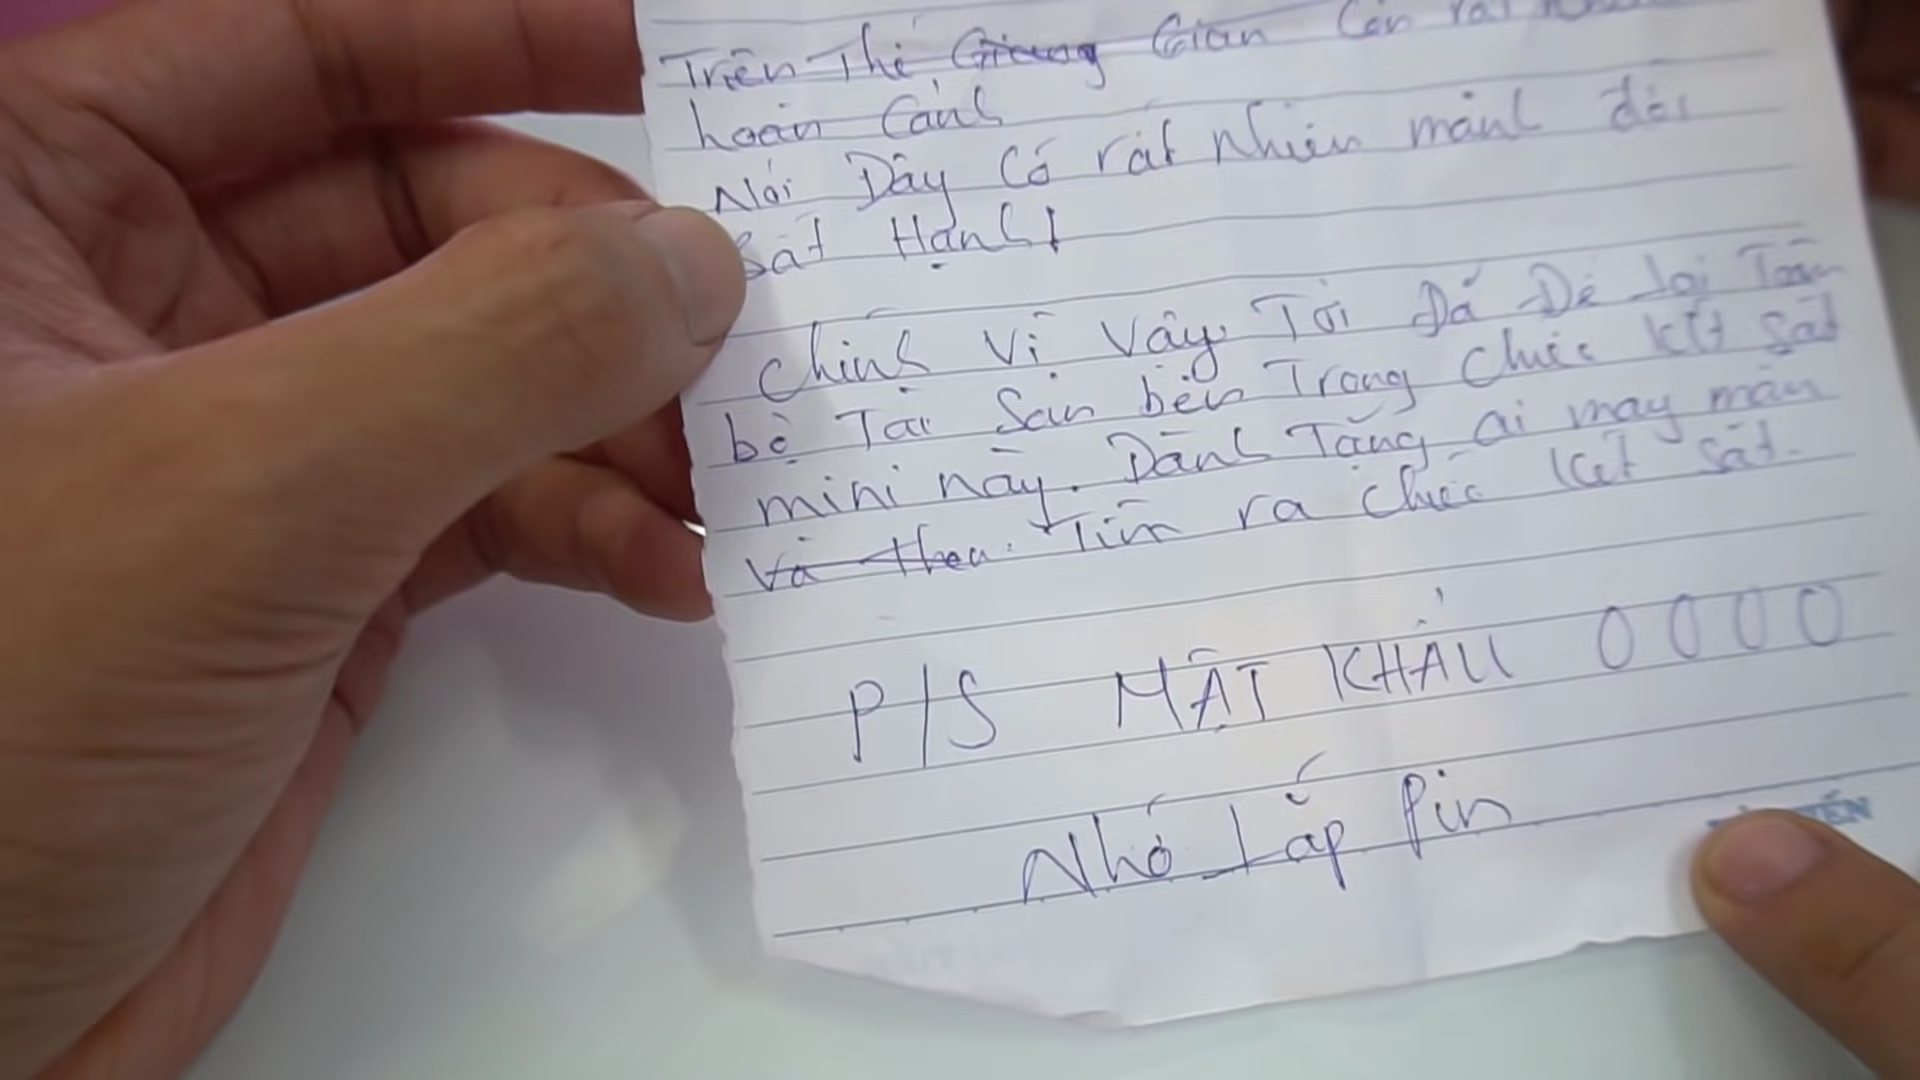 Trên Thế Giang Gian Còn rất
hoàn Cảnh
Nơi Đây Có rất Nhiều mảnh đời
Bất Hạnh!
Chính Vì Vậy. Tôi Đã Để lại Toàn
bộ Tài Sản bên Trong Chiếc Két Sắt
mini này. Dành Tặng ai may mắn
Và theo. Tìm ra chiếc Két Sắt.
P/S MẬT KHẨU 0000
Nhớ Lắp Pin